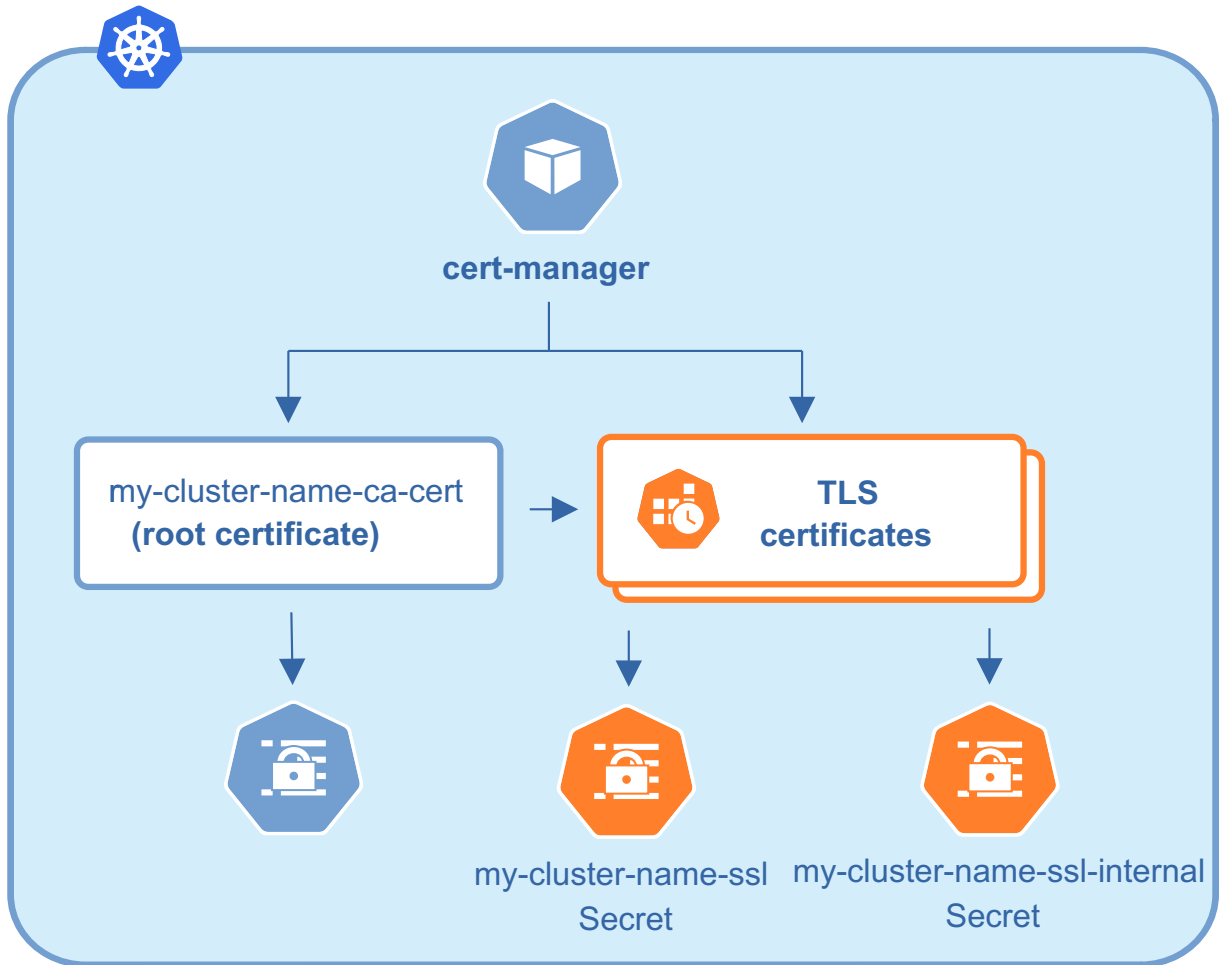 cert-manager
my-cluster-name-ca-cert
(root certificate)
TLS
certificates
my-cluster-name-ssl
Secret
my-cluster-name-ssl-internal
Secret